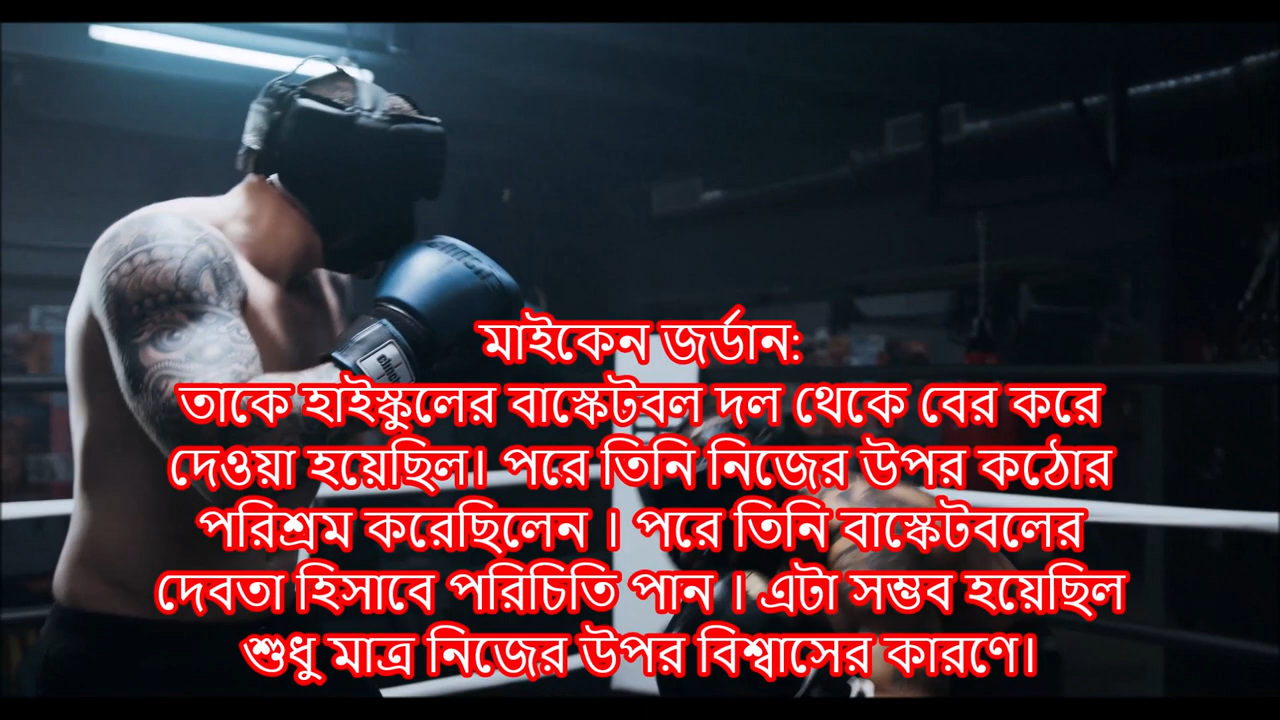 মাইকেন জর্ডান:
তাকে হাইস্কুলের বাস্কেটবল দল থেকে বের করে
দেওয়া হয়েছিল। পরে তিনি নিজের উপর কঠোর
পরিশ্রম করেছিলেন । পরে তিনি বাস্কেটবলের
দেবতা হিসাবে পরিচিতি পান । এটা সম্ভব হয়েছিল
শুধু মাত্র নিজের উপর বিশ্বাসের কারণে।